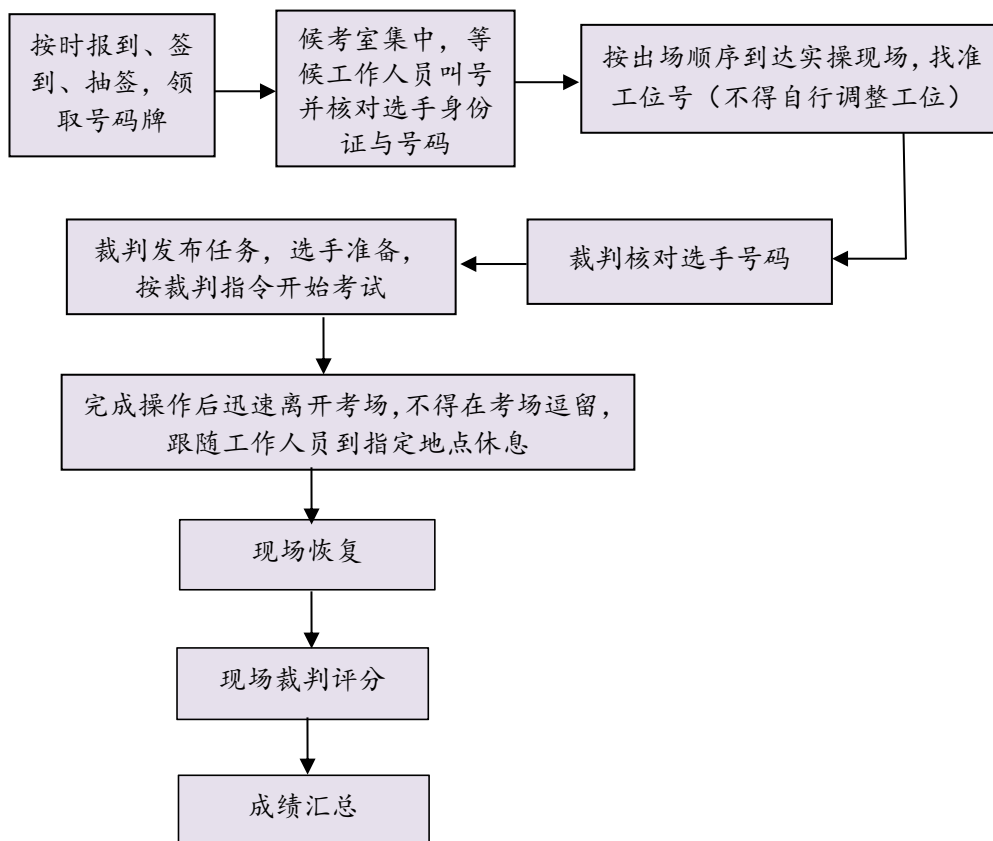 按时报到、签
到、抽签，领
取号码牌
候考室集中，等
候工作人员叫号
并核对选手身份
证与号码
按出场顺序到达实操现场，找准
工位号（不得自行调整工位）
裁判核对选手号码
裁判发布任务，选手准备，
按裁判指令开始考试
完成操作后迅速离开考场，不得在考场逗留，
跟随工作人员到指定地点休息
现场恢复
现场裁判评分
成绩汇总